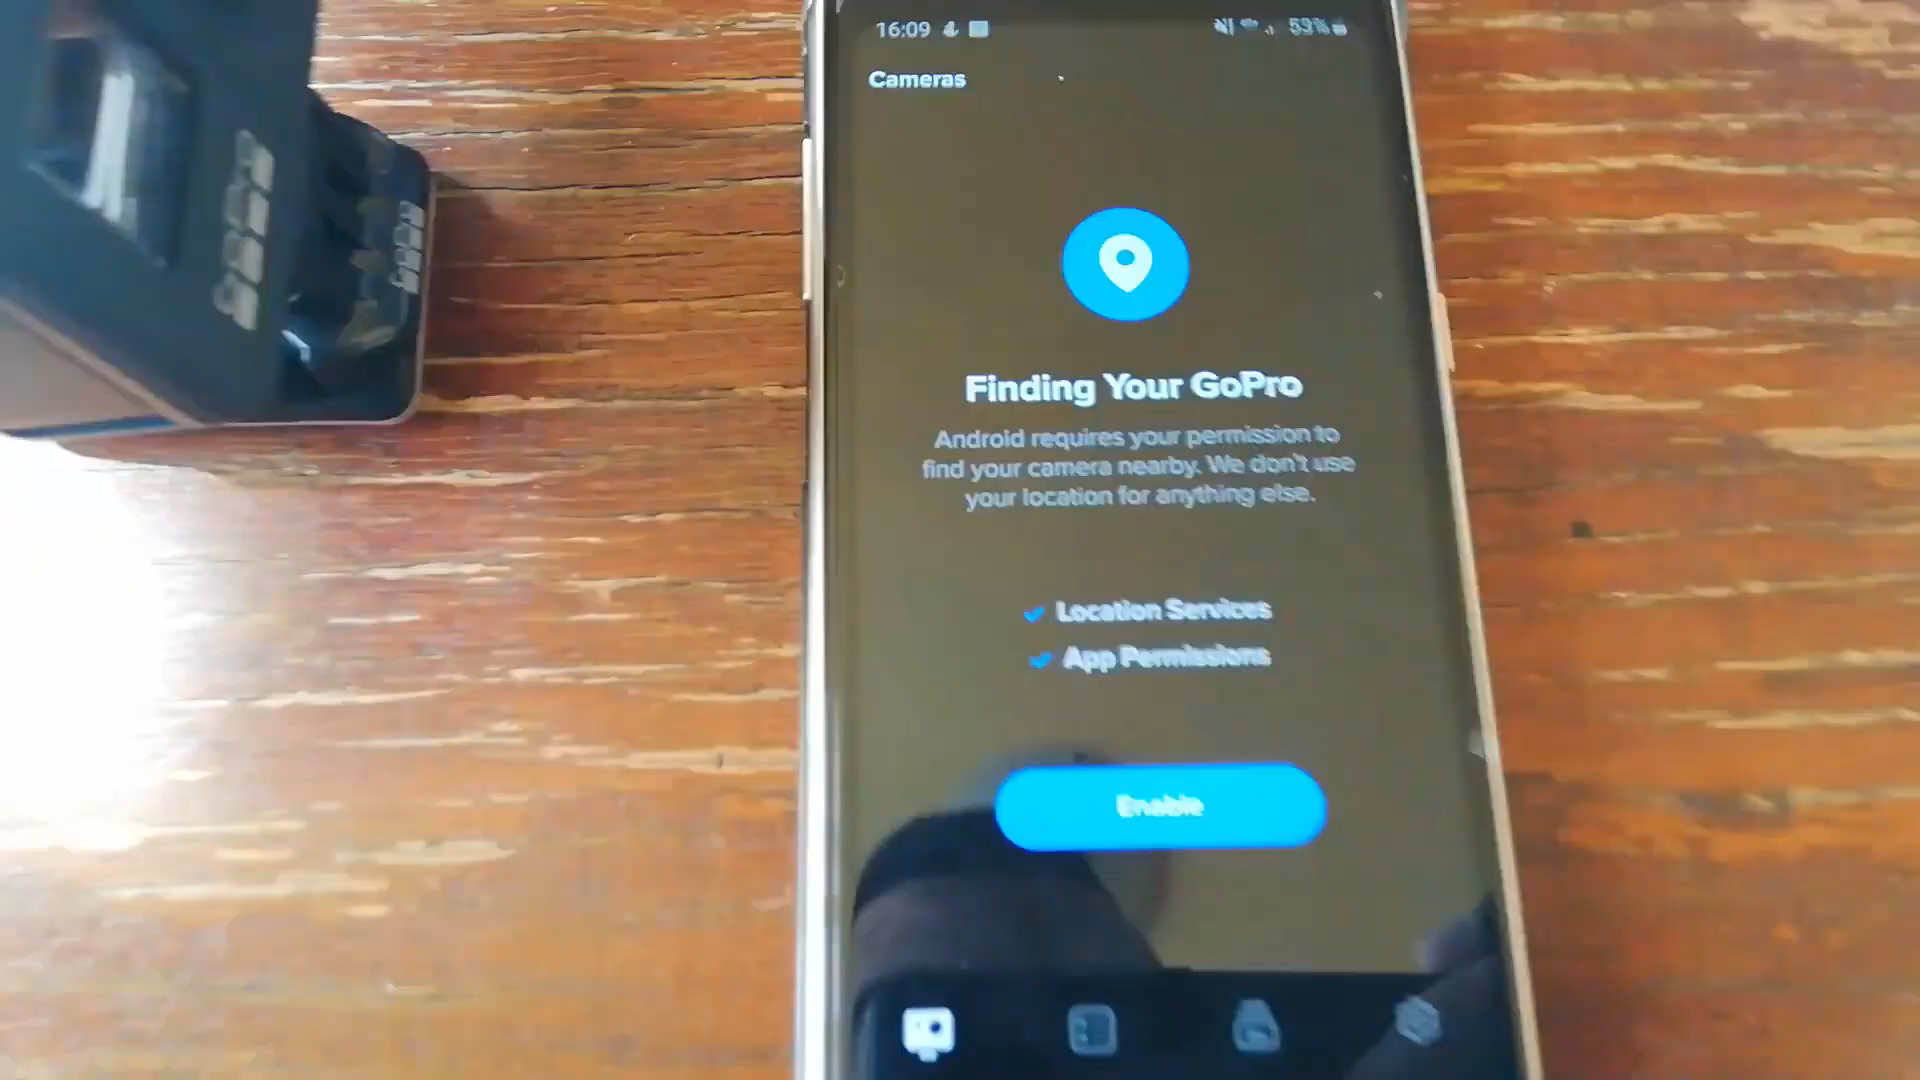 16:09
53%
Cameras
Finding Your GoPro
Android requires your permission to
find your camera nearby. We don't use
your location for anything else.
Location Services
App Permissions
Enable